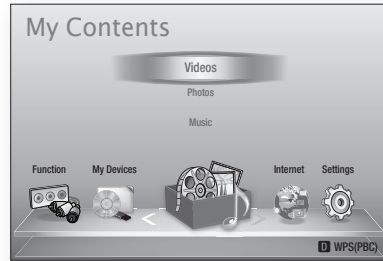 My Contents
Videos
Photos
Music
Function My Devices Internet Settings
D WPS(PBC)